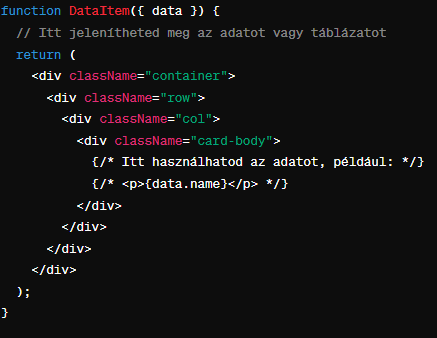 function DataItem({ data }) {
  // Itt jelenítheted meg az adatot vagy táblázatot
  return (
    <div className="container">
      <div className="row">
        <div className="col">
          <div className="card-body">
            {/* Itt használhatod az adatot, például: */}
            {/* <p>{data.name}</p> */}
          </div>
        </div>
      </div>
    </div>
  );
}